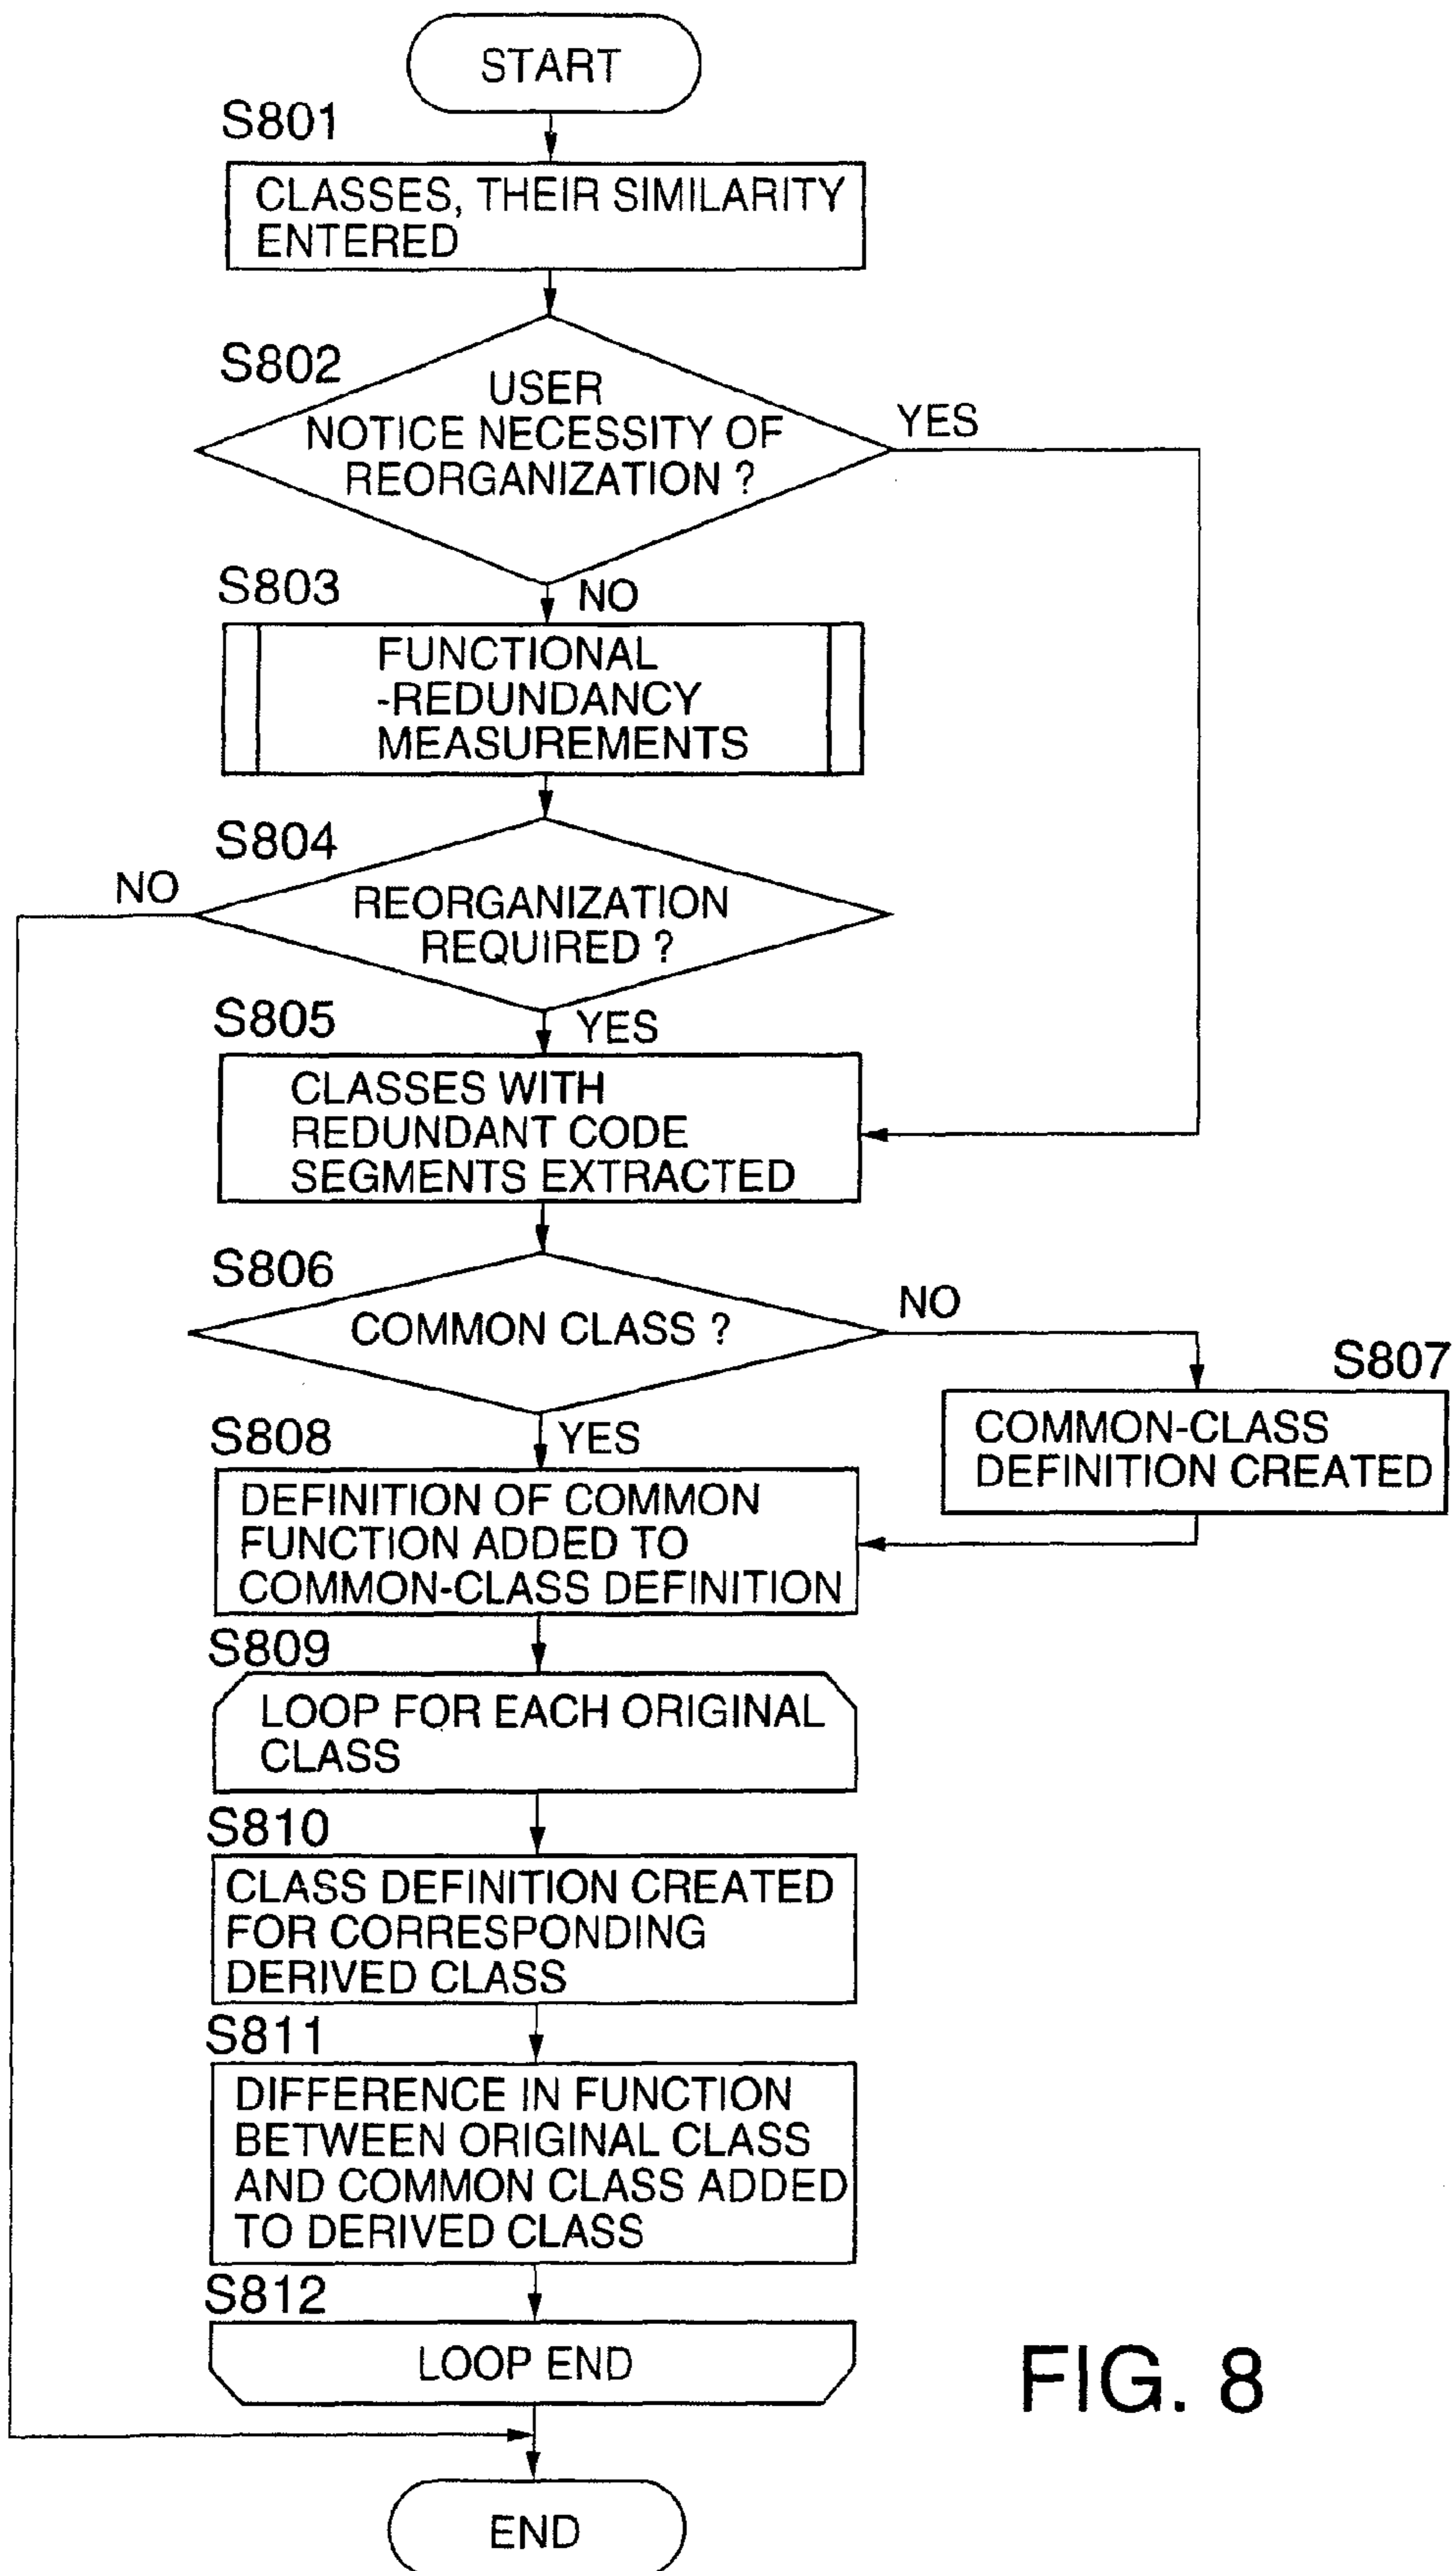 START
S801
CLASSES, THEIR SIMILARITY
ENTERED
S802
USER
NOTICE NECESSITY OF
REORGANIZATION ?
YES
NO
S803
FUNCTIONAL
-REDUNDANCY
MEASUREMENTS
S804
NO
REORGANIZATION
REQUIRED ?
YES
S805
CLASSES WITH
REDUNDANT CODE
SEGMENTS EXTRACTED
S806
COMMON CLASS ?
NO
S807
COMMON-CLASS
DEFINITION CREATED
YES
S808
DEFINITION OF COMMON
FUNCTION ADDED TO
COMMON-CLASS DEFINITION
S809
LOOP FOR EACH ORIGINAL
CLASS
S810
CLASS DEFINITION CREATED
FOR CORRESPONDING
DERIVED CLASS
S811
DIFFERENCE IN FUNCTION
BETWEEN ORIGINAL CLASS
AND COMMON CLASS ADDED
TO DERIVED CLASS
S812
LOOP END
END
FIG. 8